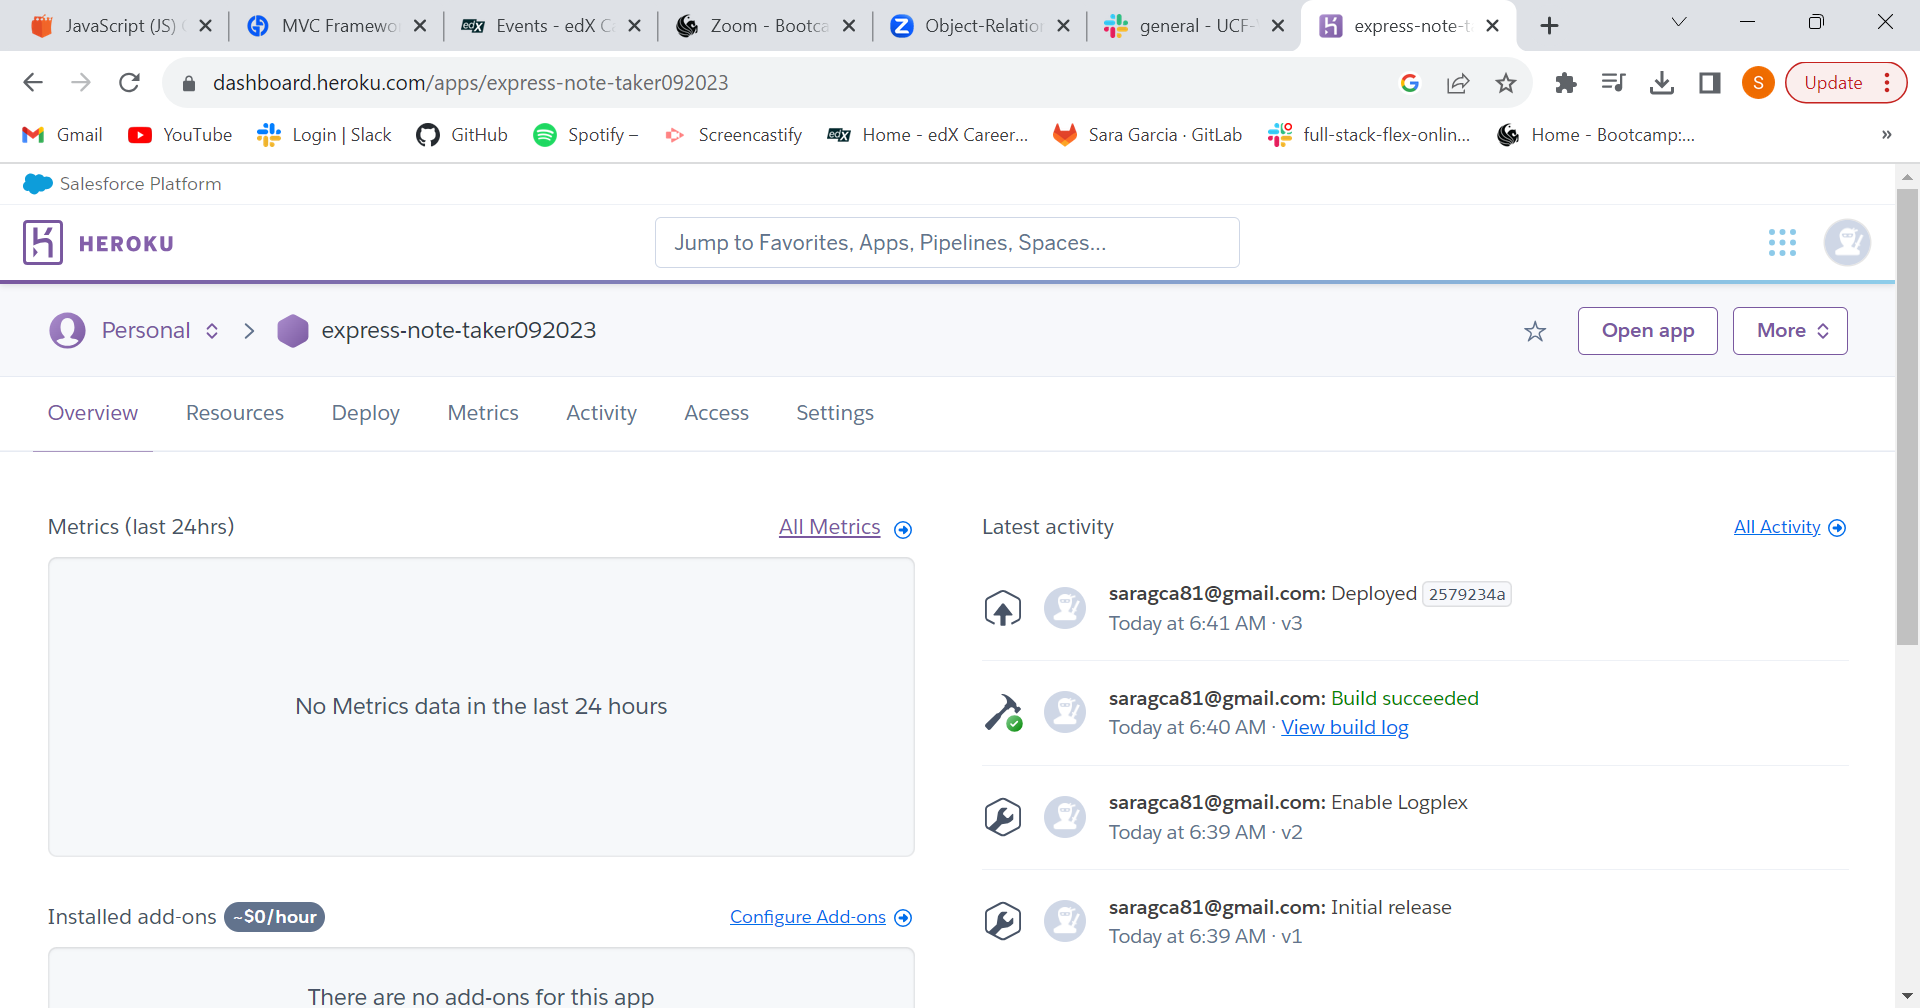 JavaScript (JS)
MVC Framewo
Events - edX C
Zoom - Bootca
Object-Relation
general - UCF-
express-note-t
dashboard.heroku.com/apps/express-note-taker092023
S
Update
Gmail
YouTube
Login | Slack
GitHub
Spotify –
Screencastify
edX
Home - edX Career...
Sara Garcia · GitLab
full-stack-flex-onlin...
Home - Bootcamp:...
»
Salesforce Platform
HEROKU
Jump to Favorites, Apps, Pipelines, Spaces...
Personal
express-note-taker092023
Open app
More
Overview
Resources
Deploy
Metrics
Activity
Access
Settings
Metrics (last 24hrs)
All Metrics
No Metrics data in the last 24 hours
Installed add-ons ~$0/hour
Configure Add-ons
There are no add-ons for this app
Latest activity
All Activity
saragca81@gmail.com: Deployed 2579234a
Today at 6:41 AM · v3
saragca81@gmail.com: Build succeeded
Today at 6:40 AM · View build log
saragca81@gmail.com: Enable Logplex
Today at 6:39 AM · v2
saragca81@gmail.com: Initial release
Today at 6:39 AM · v1